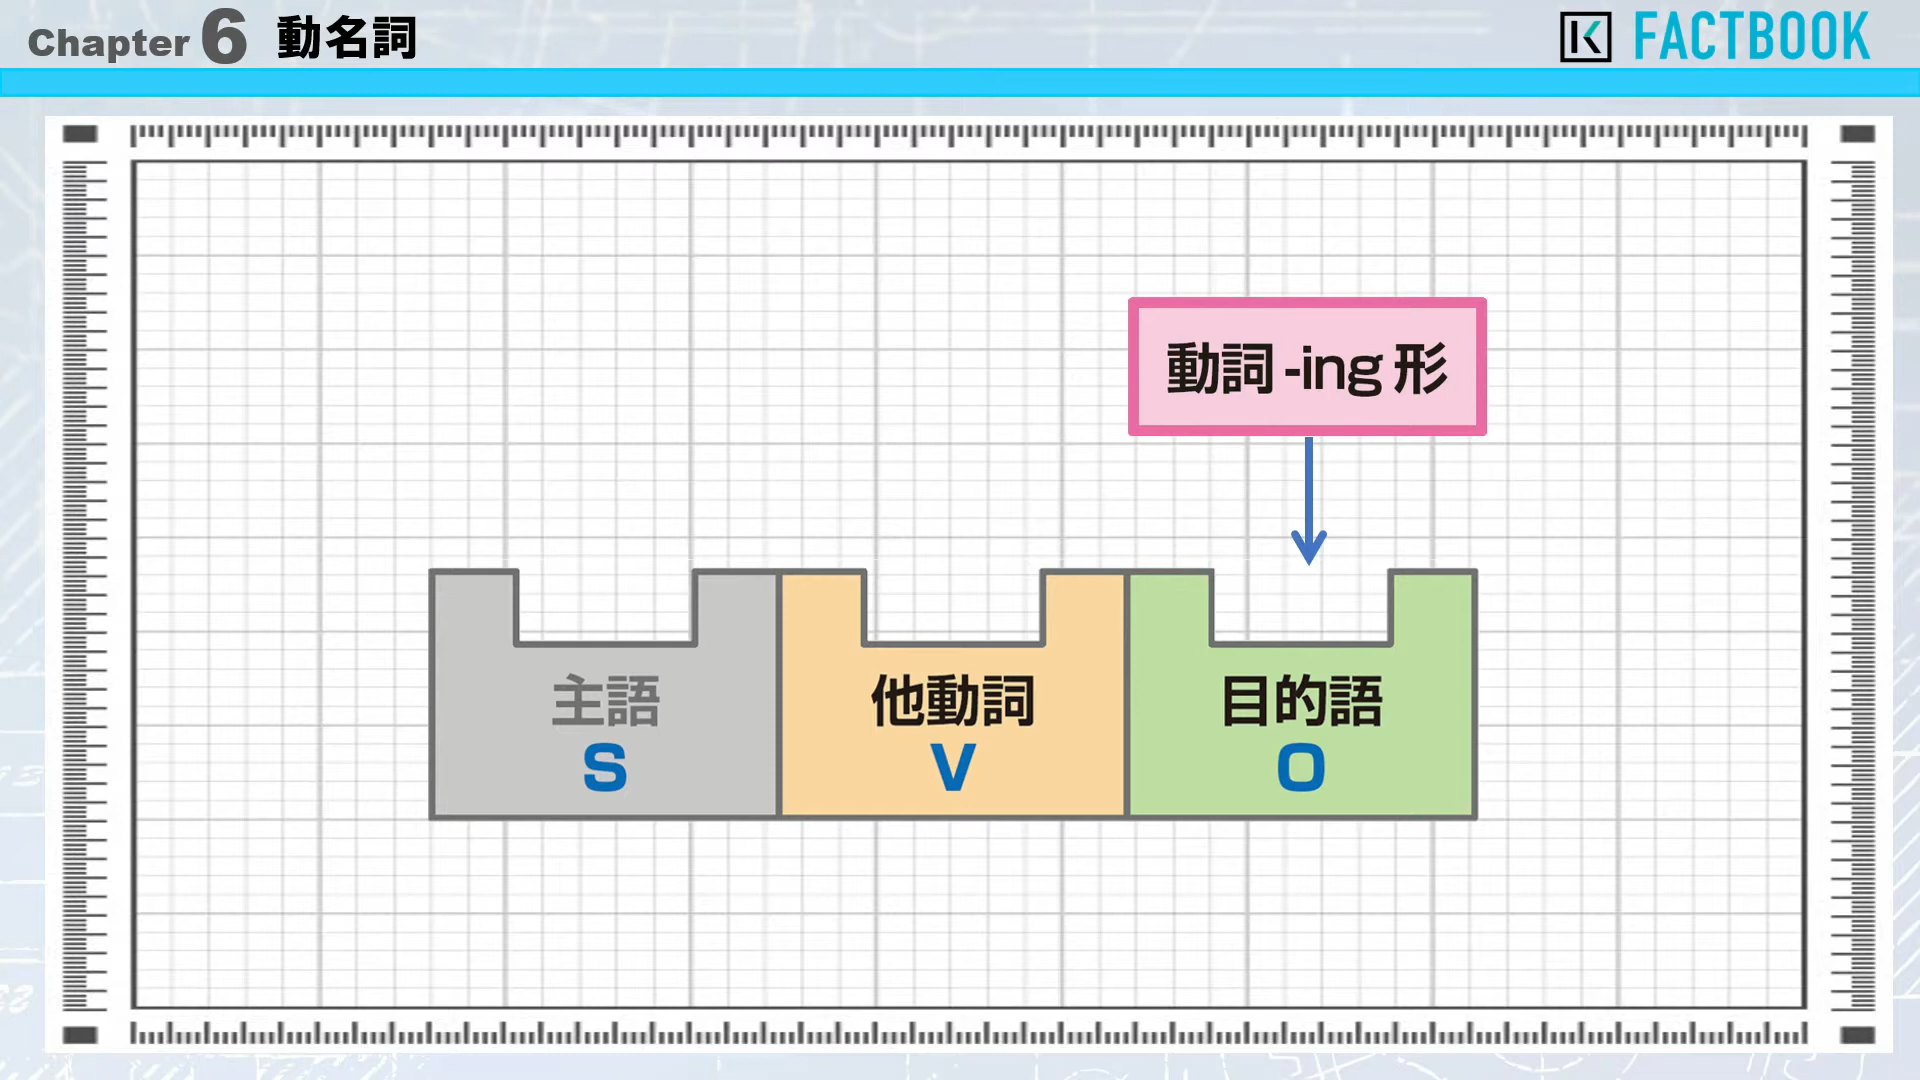 Chapter 6 動名詞
K FACTBOOK
動詞 -ing 形
主語
S
他動詞
V
目的語
O